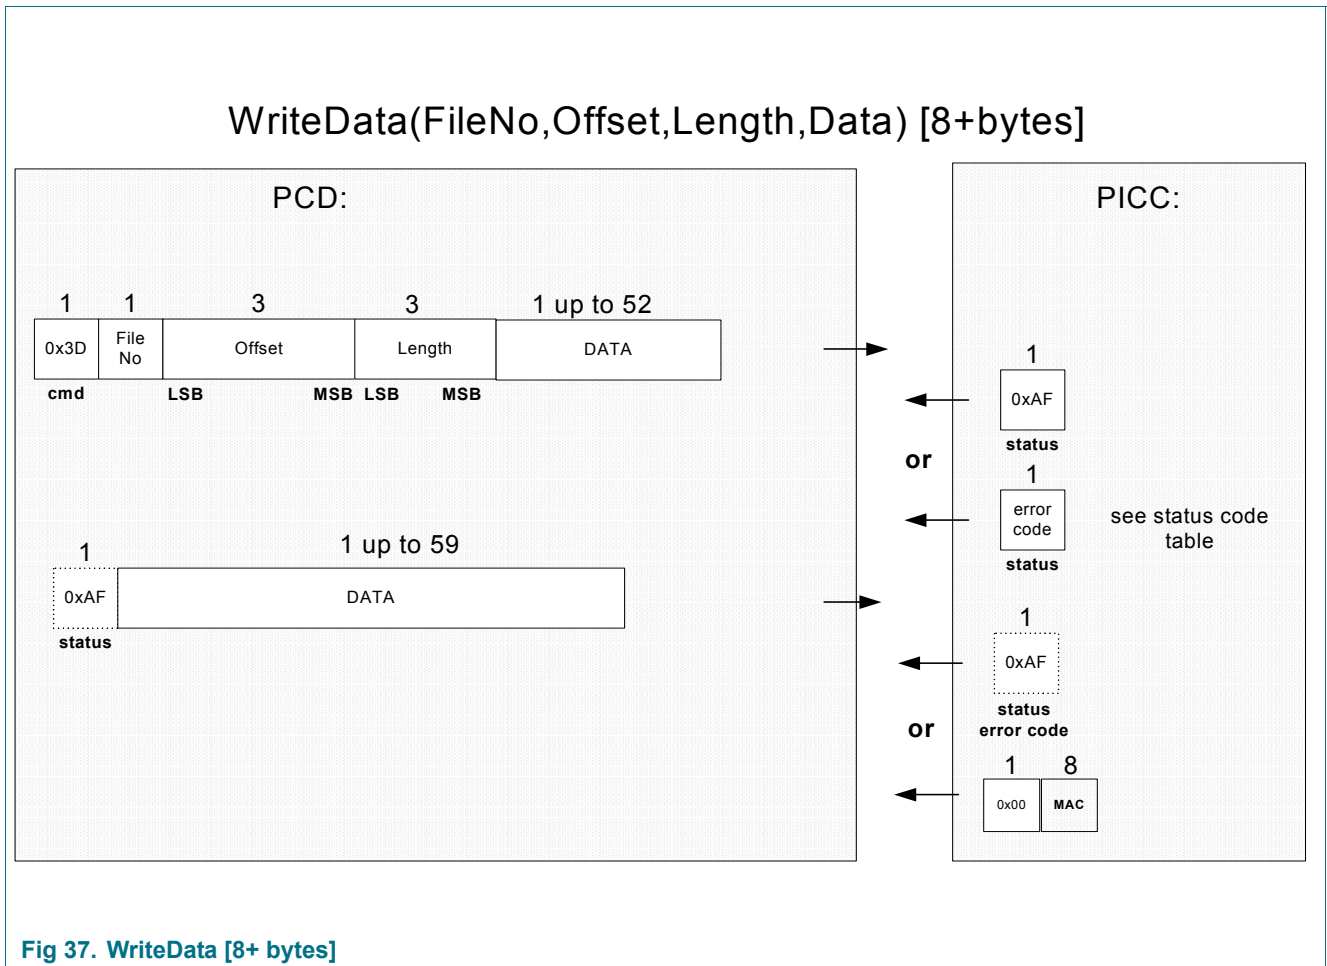 WriteData(FileNo,Offset,Length,Data) [8+bytes]
PCD:
PICC:
1 1 3 3 1 up to 52
0x3D File No Offset Length DATA
cmd LSB MSB LSB MSB
1
0xAF
status
or
1
error
code
see status code
table
status
1 1 up to 59
0xAF DATA
status
1
0xAF
status
error code
or
1 8
0x00 MAC
Fig 37. WriteData [8+ bytes]